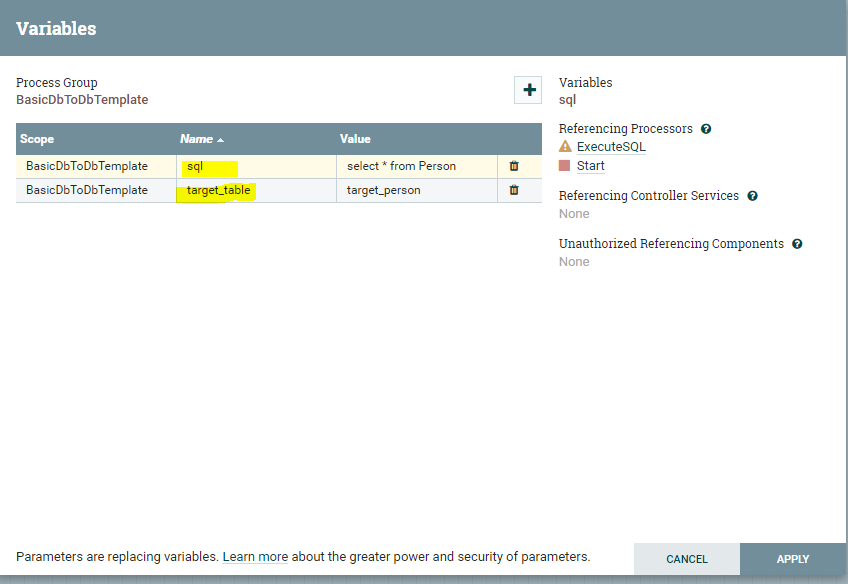 Variables
Process Group
BasicDbToDbTemplate
Scope Name Value
BasicDbToDbTemplate sql select * from Person
BasicDbToDbTemplate target_table target_person
Variables
sql
Referencing Processors
ExecuteSQL
Start
Referencing Controller Services
None
Unauthorized Referencing Components
None
Parameters are replacing variables. Learn more about the greater power and security of parameters.
CANCEL APPLY